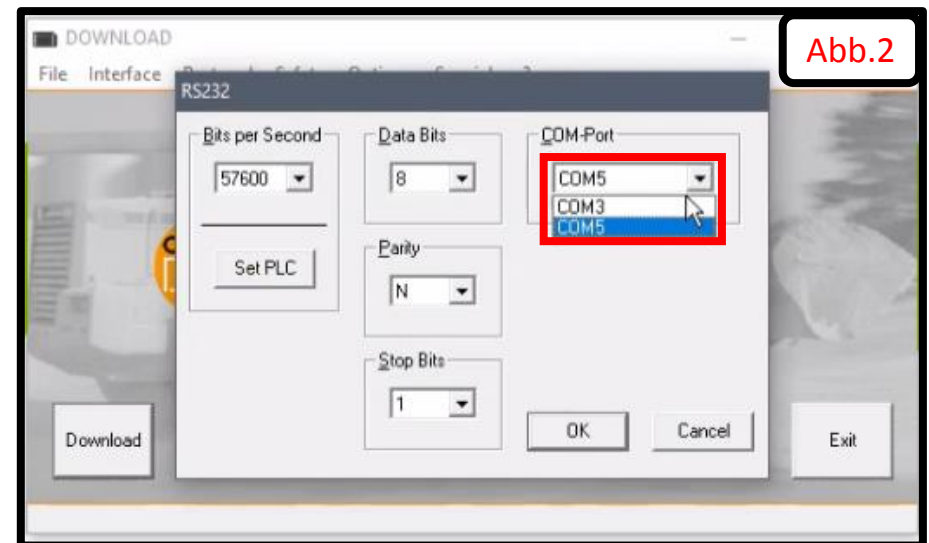 DOWNLOAD
Abb.2
File Interface
RS232
Bits per Second
Data Bits
COM-Port
57600
8
COM5
COM3
COM5
Set PLC
Parity
N
Stop Bits
1
Download
OK
Cancel
Exit